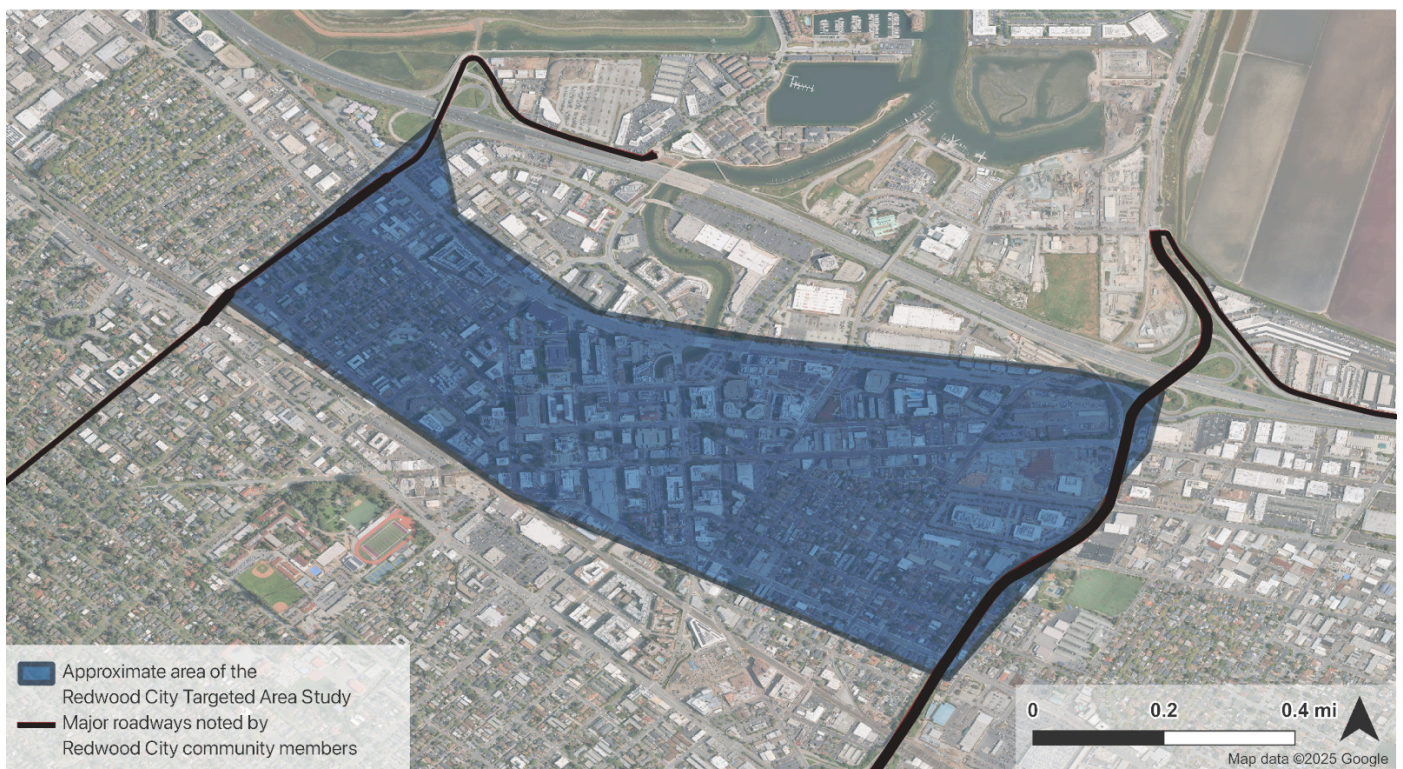 Approximate area of the
Redwood City Targeted Area Study
Major roadways noted by
Redwood City community members
0 0.2 0.4 mi
Map data ©2025 Google